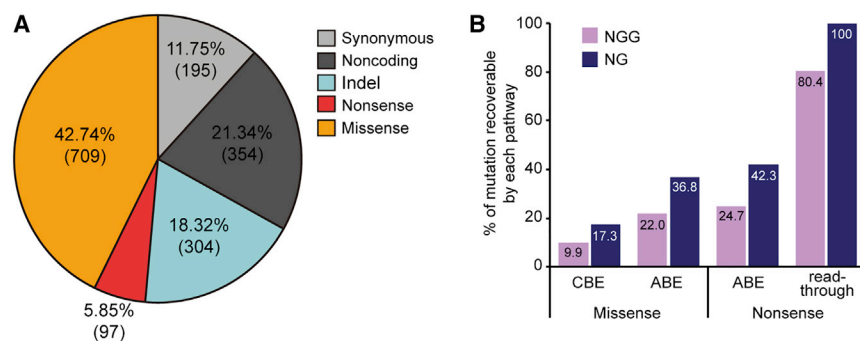 A
11.75%
(195)
21.34%
(354)
18.32%
(304)
5.85%
(97)
42.74%
(709)
Synonymous
Noncoding
Indel
Nonsense
Missense
B
% of mutation recoverable
by each pathway
100
80
60
40
20
0
NGG
NG
9.9
17.3
22.0
36.8
24.7
42.3
80.4
100
CBE
ABE
ABE
read-
through
Missense
Nonsense